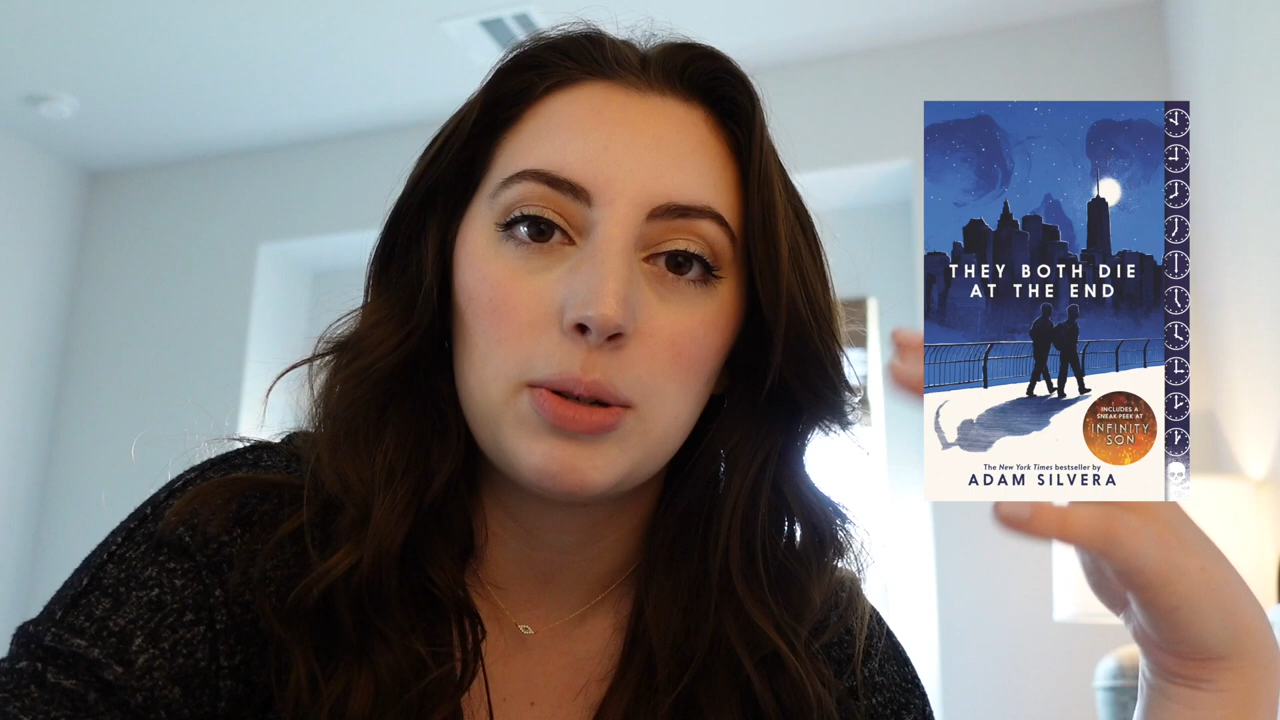 THEY BOTH DIE
AT THE END
INCLUDES A
SNEAK PEEK AT
INFINITY
SON
The New York Times bestseller by
ADAM SILVERA